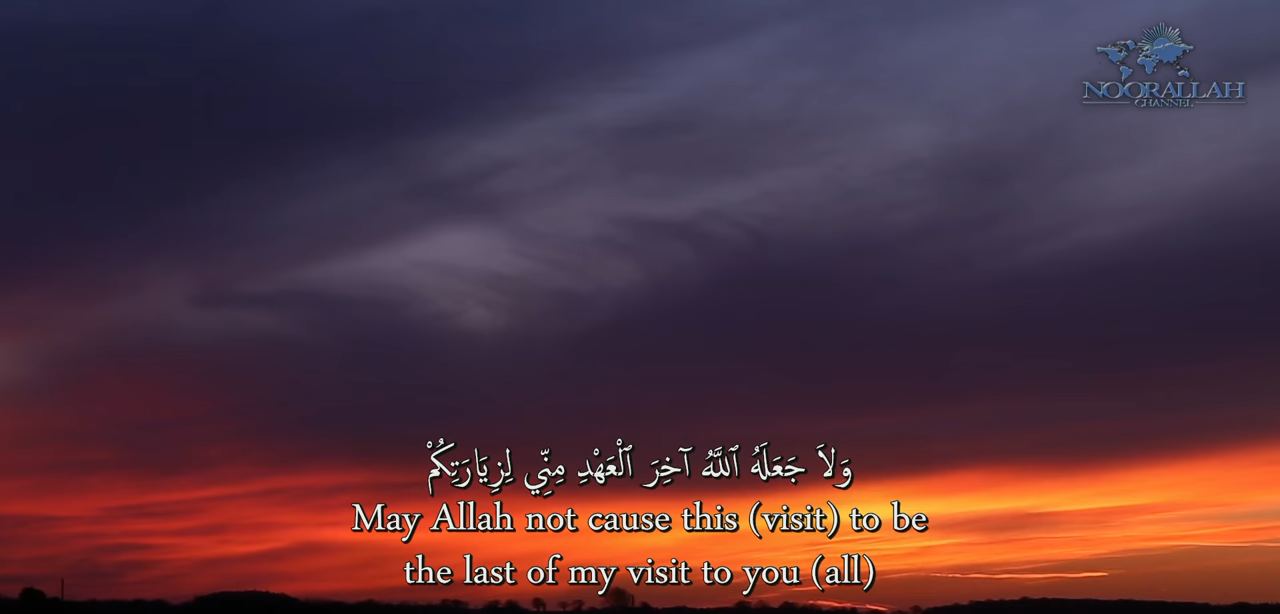 NOORALLAH
CHANNEL
وَلاَ جَعَلَهُ ٱللَّهُ آخِرَ ٱلْعَهْدِ مِنِّي لِزِيَارَتِكُمْ
May Allah not cause this (visit) to be
the last of my visit to you (all)